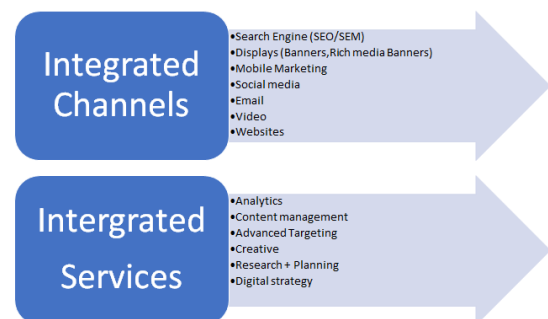 Integrated
Channels
•Search Engine (SEO/SEM)
•Displays (Banners,Rich media Banners)
•Mobile Marketing
•Social media
•Email
•Video
•Websites
Intergrated
Services
•Analytics
•Content management
•Advanced Targeting
•Creative
•Research + Planning
•Digital strategy